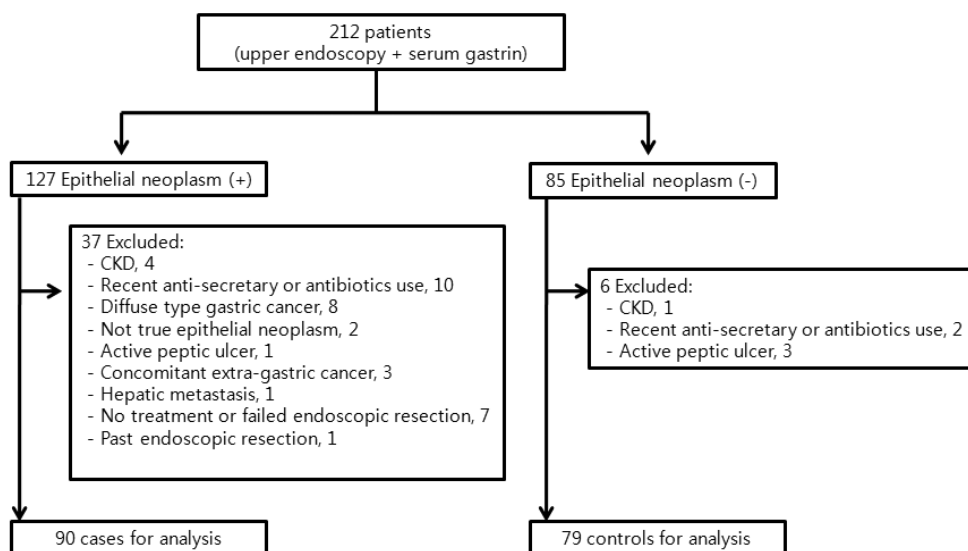 212 patients
(upper endoscopy + serum gastrin)
127 Epithelial neoplasm (+)
85 Epithelial neoplasm (-)
37 Excluded:
- CKD, 4
- Recent anti-secretary or antibiotics use, 10
- Diffuse type gastric cancer, 8
- Not true epithelial neoplasm, 2
- Active peptic ulcer, 1
- Concomitant extra-gastric cancer, 3
- Hepatic metastasis, 1
- No treatment or failed endoscopic resection, 7
- Past endoscopic resection, 1
6 Excluded:
- CKD, 1
- Recent anti-secretary or antibiotics use, 2
- Active peptic ulcer, 3
90 cases for analysis
79 controls for analysis